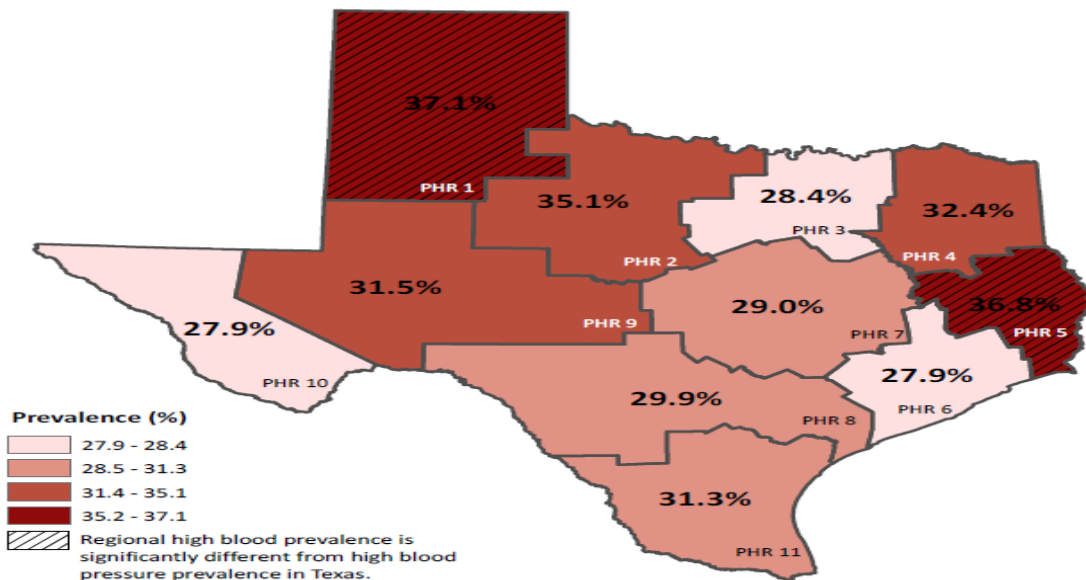 37.1%
PHR 1
35.1%
PHR 2
28.4%
PHR 3
32.4%
PHR 4
36.8%
PHR 5
31.5%
PHR 9
29.0%
PHR 7
27.9%
PHR 10
27.9%
PHR 6
29.9%
PHR 8
31.3%
PHR 11
Prevalence (%)
27.9 - 28.4
28.5 - 31.3
31.4 - 35.1
35.2 - 37.1
Regional high blood prevalence is
significantly different from high blood
pressure prevalence in Texas.